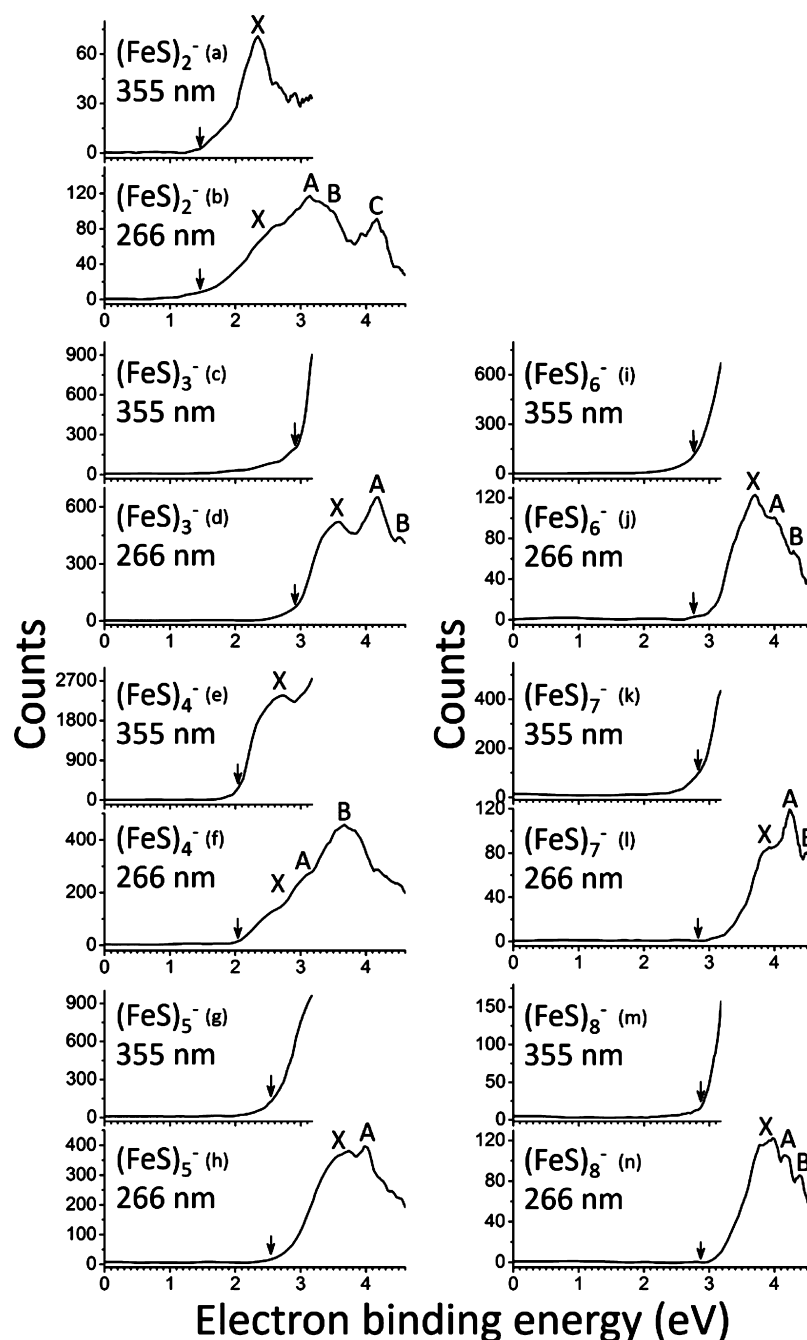 X
(FeS)₂⁻ (a)
355 nm
60
30
0
(FeS)₂⁻ (b)
266 nm
X
A
B
C
120
80
40
0
0 1 2 3 4
(FeS)₃⁻ (c)
355 nm
900
600
300
0
(FeS)₃⁻ (d)
266 nm
X
A
B
600
300
0
0 1 2 3 4
(FeS)₄⁻ (e)
355 nm
X
2700
1800
900
0
(FeS)₄⁻ (f)
266 nm
X
A
B
400
200
0
0 1 2 3 4
(FeS)₅⁻ (g)
355 nm
900
600
300
0
(FeS)₅⁻ (h)
266 nm
X
A
400
300
200
100
0
0 1 2 3 4
Counts
(FeS)₆⁻ (i)
355 nm
600
300
0
(FeS)₆⁻ (j)
266 nm
X
A
B
120
80
40
0
0 1 2 3 4
(FeS)₇⁻ (k)
355 nm
400
200
0
(FeS)₇⁻ (l)
266 nm
X
A
120
80
40
0
0 1 2 3 4
(FeS)₈⁻ (m)
355 nm
150
100
50
25
0
(FeS)₈⁻ (n)
266 nm
X
A
B
120
80
40
0
0 1 2 3 4
Counts
Electron binding energy (eV)